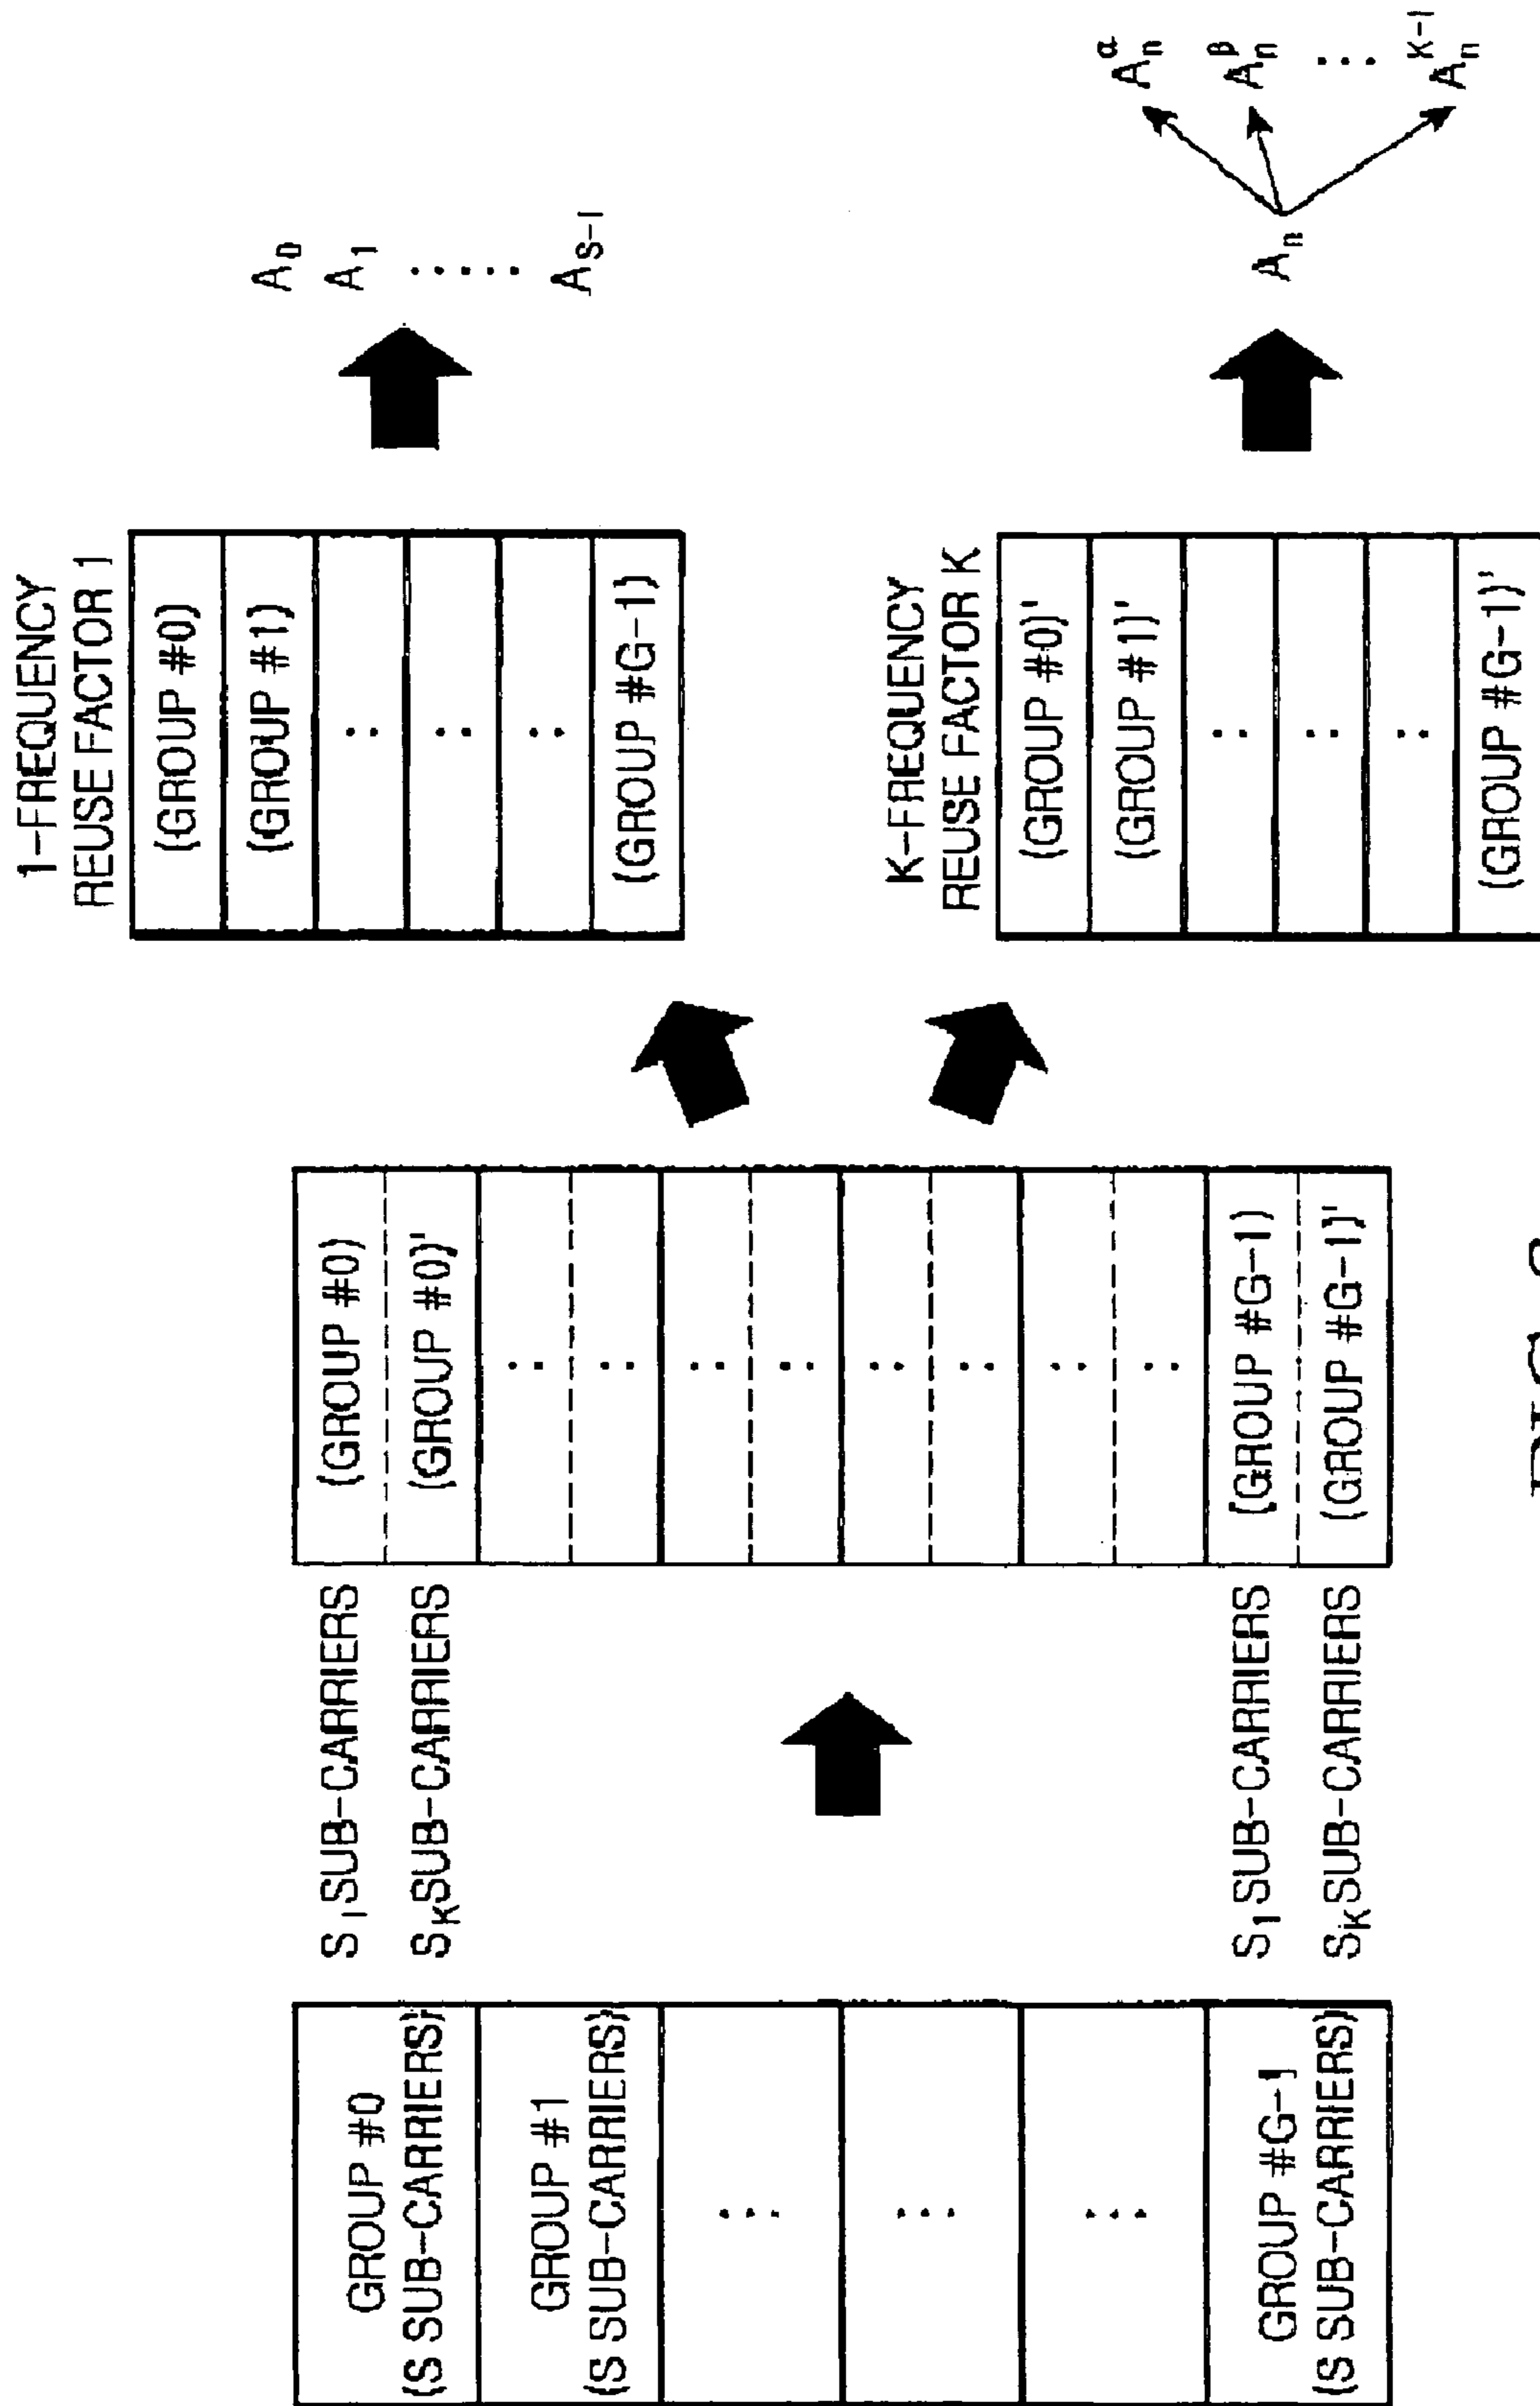 GROUP #0
(S SUB-CARRIERS)
GROUP #1
(S SUB-CARRIERS)
...
...
...
GROUP #G-1
(S SUB-CARRIERS)
S1 SUB-CARRIERS
SK SUB-CARRIERS
S1 SUB-CARRIERS
SK SUB-CARRIERS
(GROUP #0)
(GROUP #0)'
(GROUP #G-1)
(GROUP #G-1)'
1-FREQUENCY
REUSE FACTOR 1
(GROUP #0)
(GROUP #1)
(GROUP #G-1)
K-FREQUENCY
REUSE FACTOR K
(GROUP #0)'
(GROUP #1)'
(GROUP #G-1)'
A0
A1
AS-1
An
An α
An β
An K-1